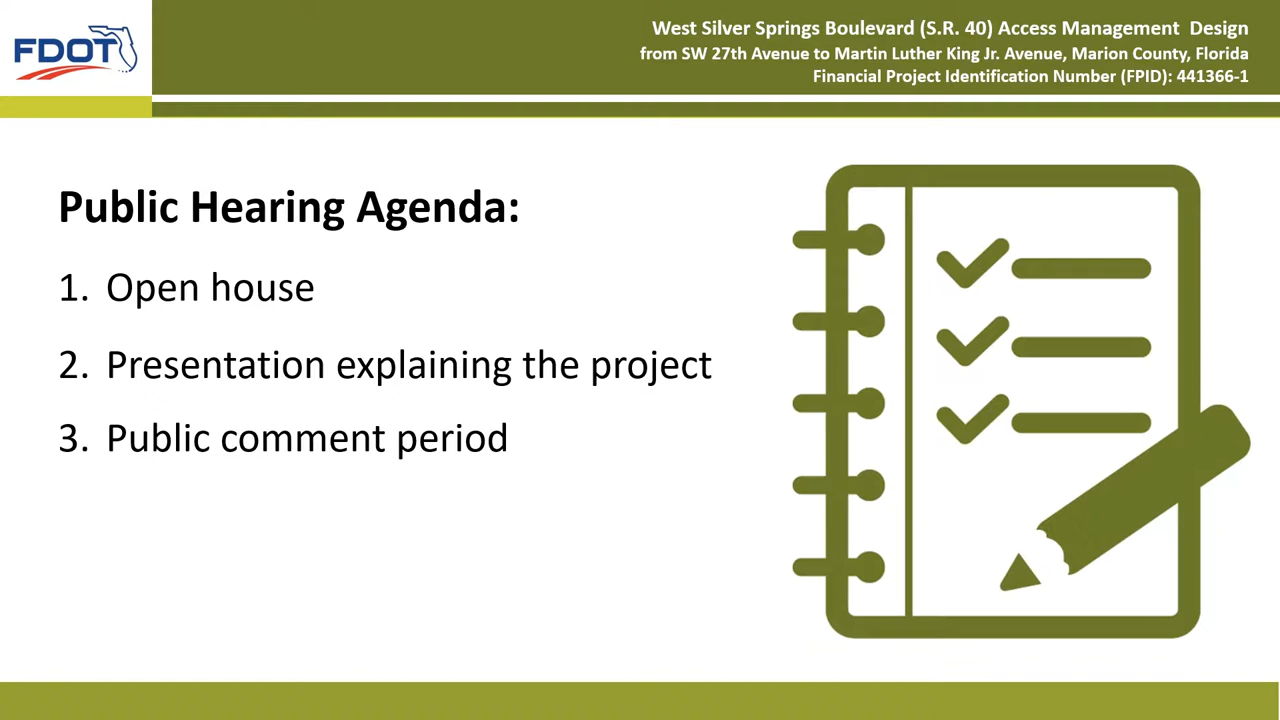 FDOT
West Silver Springs Boulevard (S.R. 40) Access Management Design
from SW 27th Avenue to Martin Luther King Jr. Avenue, Marion County, Florida
Financial Project Identification Number (FPID): 441366-1
Public Hearing Agenda:
1. Open house
2. Presentation explaining the project
3. Public comment period